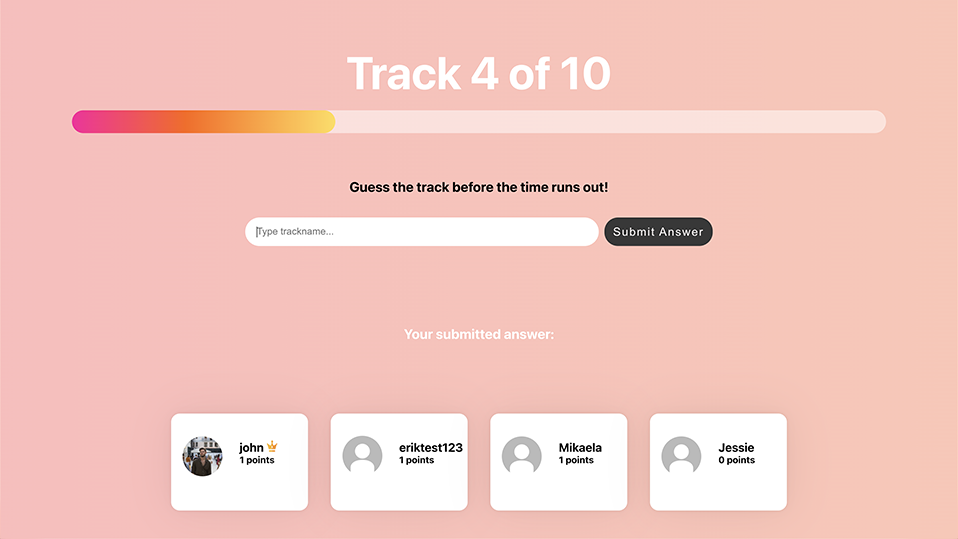 Track 4 of 10
Guess the track before the time runs out!
Type trackname...
Submit Answer
Your submitted answer:
john
1 points
eriktest123
1 points
Mikaela
1 points
Jessie
0 points